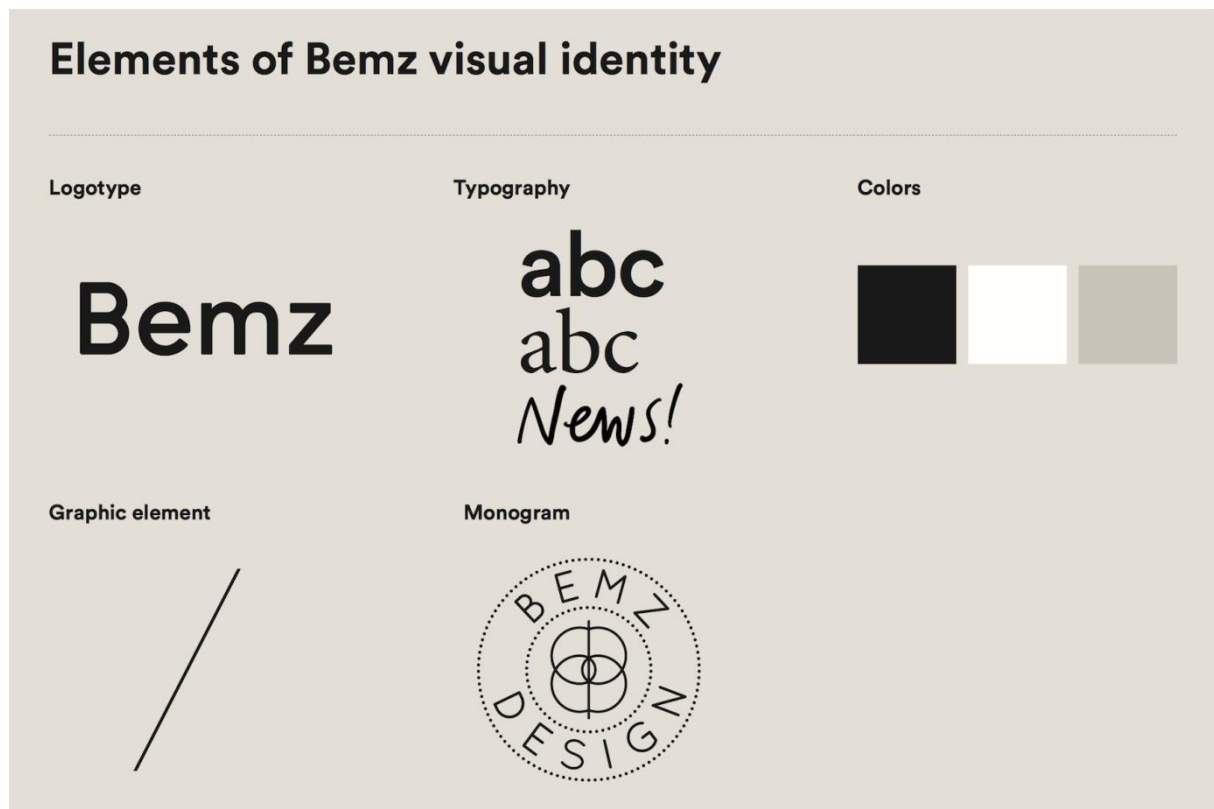 Elements of Bemz visual identity
Logotype
Bemz
Typography
abc
abc
News!
Colors
Graphic element
Monogram
BEMZ
DESIGN